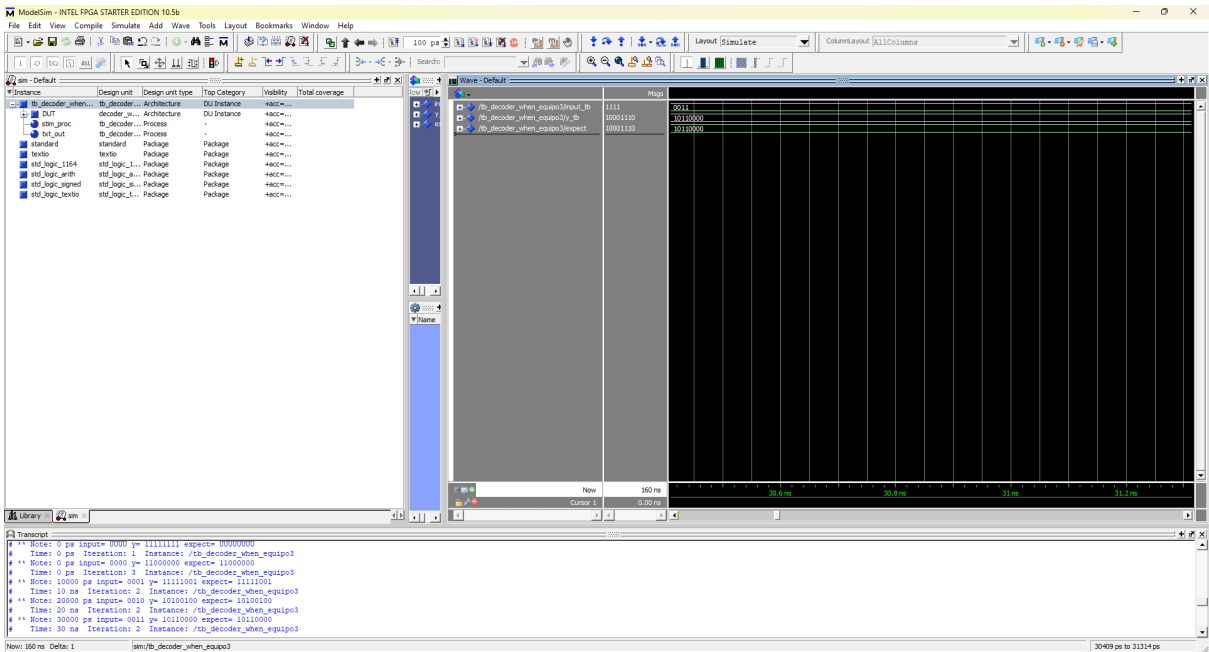 ModelSim - INTEL FPGA STARTER EDITION 10.5b
File Edit View Compile Simulate Add Wave Tools Layout Bookmarks Window Help
100 ps Layout Simulate ColumnLayout AllColumns
Search:
sim - Default
Wave - Default
Instance Design unit Design unit type Top Category Visibility Total coverage
Msgs
tb_decoder_when... tb_decoder... Architecture DU Instance +acc=...
DUT decoder_w... Architecture DU Instance +acc=...
stim_proc tb_decoder... Process - +acc=...
txt_out tb_decoder... Process - +acc=...
standard standard Package Package +acc=...
textio textio Package Package +acc=...
std_logic_1164 std_logic_1... Package Package +acc=...
std_logic_arith std_logic_a... Package Package +acc=...
std_logic_signed std_logic_si... Package Package +acc=...
std_logic_textio std_logic_t... Package Package +acc=...
Name
/tb_decoder_when_equipo3/input_tb 1111 0011
/tb_decoder_when_equipo3/y_tb 10001110 10110000
/tb_decoder_when_equipo3/expect 10001110 10110000
Now 160 ns
Cursor 1 0.00 ns
30.6 ns 30.8 ns 31 ns 31.2 ns
Library sim
Transcript
# ** Note: 0 ps input= UUUU y= 11111111 expect= UUUUUUUU
# Time: 0 ps Iteration: 1 Instance: /tb_decoder_when_equipo3
# ** Note: 0 ps input= 0000 y= 11000000 expect= 11000000
# Time: 0 ps Iteration: 3 Instance: /tb_decoder_when_equipo3
# ** Note: 10000 ps input= 0001 y= 11111001 expect= 11111001
# Time: 10 ns Iteration: 2 Instance: /tb_decoder_when_equipo3
# ** Note: 20000 ps input= 0010 y= 10100100 expect= 10100100
# Time: 20 ns Iteration: 2 Instance: /tb_decoder_when_equipo3
# ** Note: 30000 ps input= 0011 y= 10110000 expect= 10110000
# Time: 30 ns Iteration: 2 Instance: /tb_decoder_when_equipo3
Now: 160 ns Delta: 1 sim:/tb_decoder_when_equipo3 30409 ps to 31314 ps